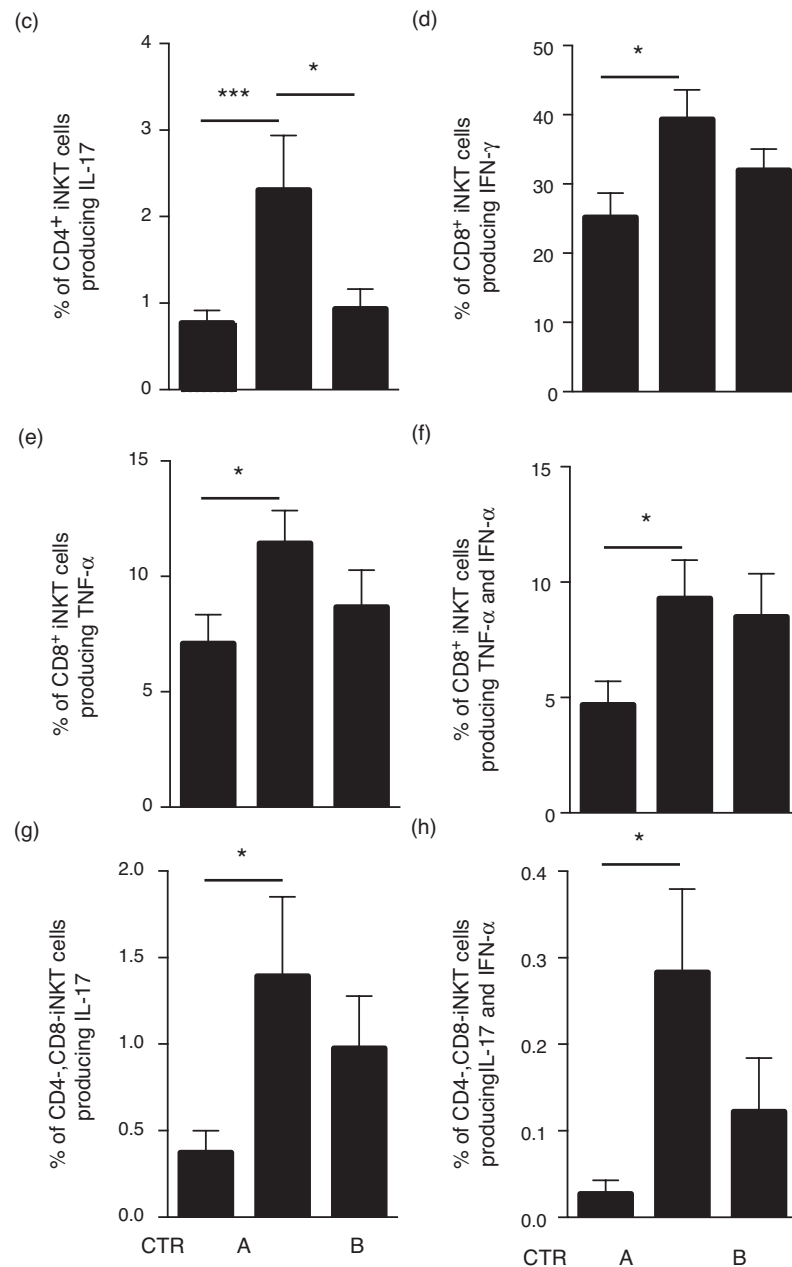 (c)
% of CD4+ iNKT cells
producing IL-17
4
3
2
1
0
***
*
(d)
% of CD8+ iNKT cells
producing IFN-γ
50
40
30
20
10
0
*
(e)
% of CD8+ iNKT cells
producing TNF-α
15
10
5
0
*
(f)
% of CD8+ iNKT cells
producing TNF-α and IFN-α
15
10
5
0
*
(g)
% of CD4-,CD8-iNKT cells
producing IL-17
2.0
1.5
1.0
0.5
0.0
*
CTR A B
(h)
% of CD4-,CD8-iNKT cells
producingIL-17 and IFN-α
0.4
0.3
0.2
0.1
0.0
*
CTR A B